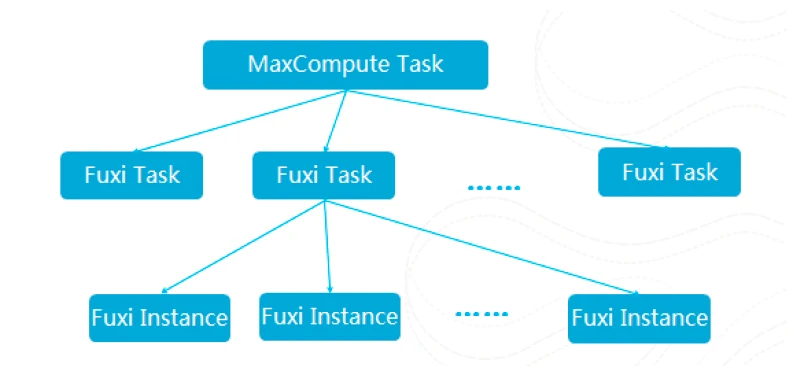 MaxCompute Task
Fuxi Task
Fuxi Task
……
Fuxi Task
Fuxi Instance
Fuxi Instance
……
Fuxi Instance